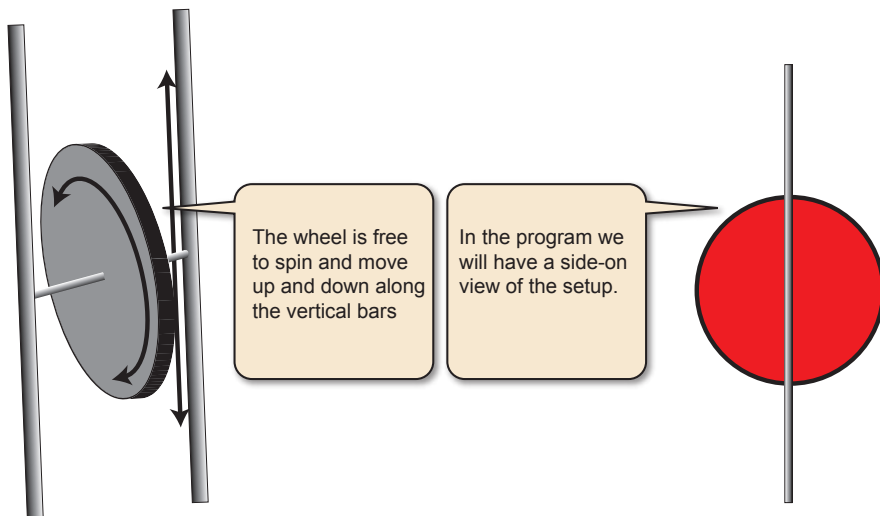 The wheel is free
to spin and move
up and down along
the vertical bars
In the program we
will have a side-on
view of the setup.